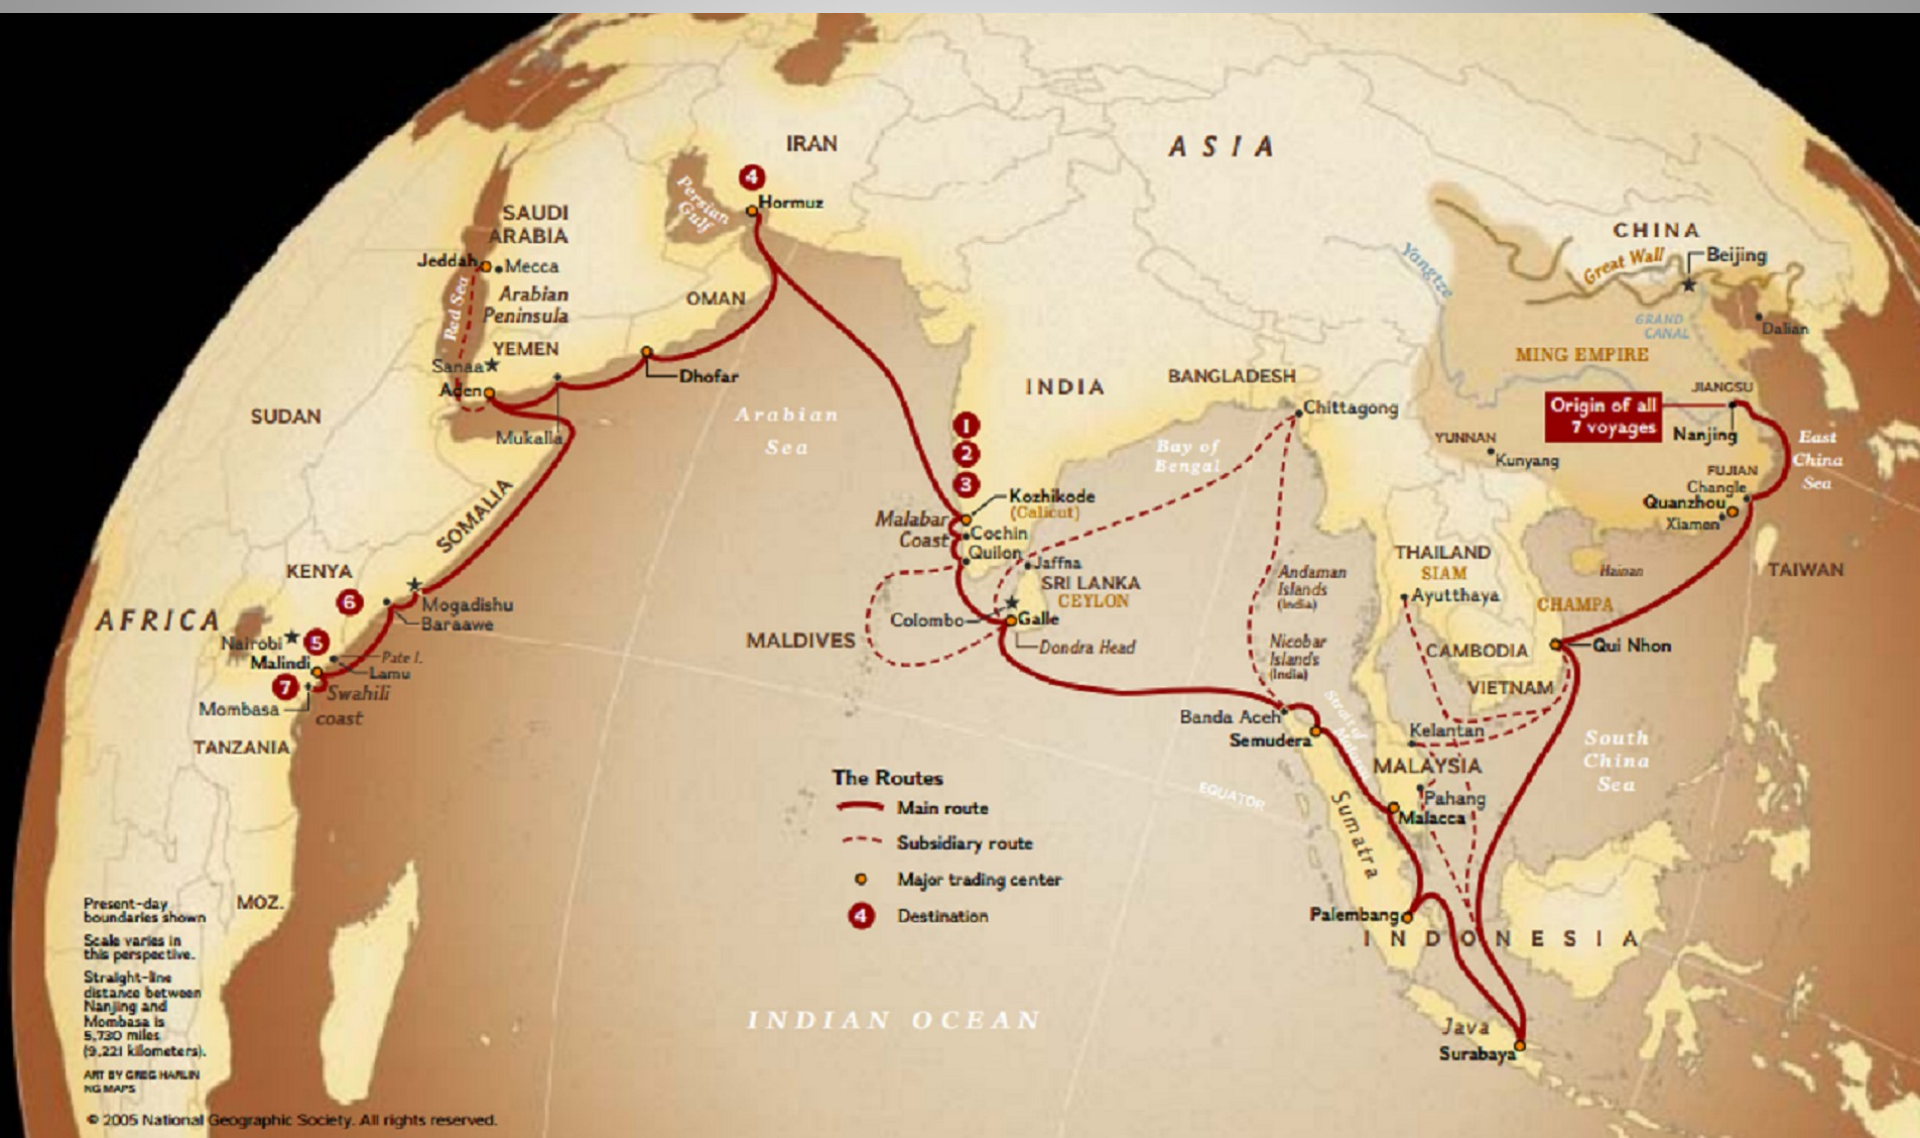 IRAN
ASIA
4
Hormuz
Persian
Gulf
SAUDI
ARABIA
CHINA
Great Wall
Beijing
Yangtze
Jeddah
Mecca
Red Sea
Arabian
Peninsula
OMAN
GRAND
CANAL
Dalian
YEMEN
Sanaa
Aden
Dhofar
MING EMPIRE
INDIA
BANGLADESH
JIANGSU
Origin of all
7 voyages
Nanjing
SUDAN
Arabian
Sea
Chittagong
Mukalla
1
2
3
Bay of
Bengal
YUNNAN
Kunyang
East
China
Sea
FUJIAN
Changle
Quanzhou
Xiamen
SOMALIA
Kozhikode
(Calicut)
Malabar
Coast
Cochin
Quilon
Jaffna
SRI LANKA
CEYLON
Andaman
Islands
(India)
THAILAND
SIAM
Ayutthaya
Hainan
TAIWAN
CHAMPA
KENYA
6
AFRICA
Mogadishu
Baraawe
Nairobi
5
Malindi
Pate I.
Lamu
7
Swahili
coast
Mombasa
TANZANIA
MALDIVES
Colombo
Galle
Dondra Head
Nicobar
Islands
(India)
CAMBODIA
Qui Nhon
VIETNAM
Banda Aceh
Semudera
Strait of
Kelantan
MALAYSIA
Pahang
Malacca
South
China
Sea
EQUATOR
Sumatra
The Routes
Main route
Subsidiary route
Major trading center
4
Destination
MOZ.
Palembang
INDONESIA
Java
Surabaya
INDIAN OCEAN
Present-day
boundaries shown
Scale varies in
this perspective.
Straight-line
distance between
Nanjing and
Mombasa is
5,730 miles
(9,221 kilometers).
ART BY GREG HARLIN
NG MAPS
© 2005 National Geographic Society. All rights reserved.